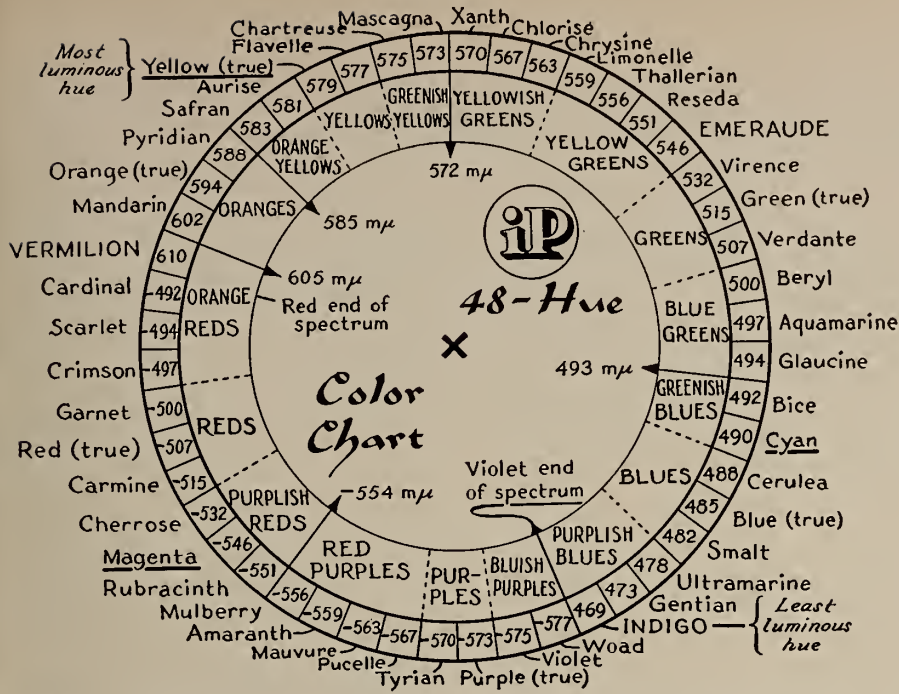 Xanth
Chlorise
Chrysine
Limonelle
Thallerian
Reseda
EMERAUDE
Virence
Green (true)
Verdante
Beryl
Aquamarine
Glaucine
Bice
Cyan
Cerulea
Blue (true)
Smalt
Ultramarine
Gentian
INDIGO
Least
luminous
hue
Woad
Violet
Purple (true)
Tyrian
Pucelle
Mauvure
Amaranth
Mulberry
Rubracinth
Magenta
Cherrose
Carmine
Red (true)
Garnet
Crimson
Scarlet
Cardinal
VERMILION
Mandarin
Orange (true)
Pyridian
Safran
Aurise
Yellow (true)
Most
luminous
hue
Flavelle
Chartreuse
Mascagna
570
567
563
559
556
551
546
532
515
507
500
497
494
492
490
488
485
482
478
473
469
-577
-575
-573
-570
-567
-563
-559
-556
-551
-546
-532
-515
-507
-500
-497
-494
-492
610
602
594
588
583
581
579
577
575
573
YELLOWISH
GREENS
YELLOW
GREENS
GREENS
BLUE
GREENS
GREENISH
BLUES
BLUES
PURPLISH
BLUES
BLUISH
PURPLES
PUR-
PLES
RED
PURPLES
PURPLISH
REDS
REDS
ORANGE
REDS
ORANGES
ORANGE
YELLOWS
YELLOWS
GREENISH
YELLOWS
572 mμ
585 mμ
605 mμ
Red end of
spectrum
iP
48-Hue
×
493 mμ
Color
Chart
Violet end
of spectrum
-554 mμ